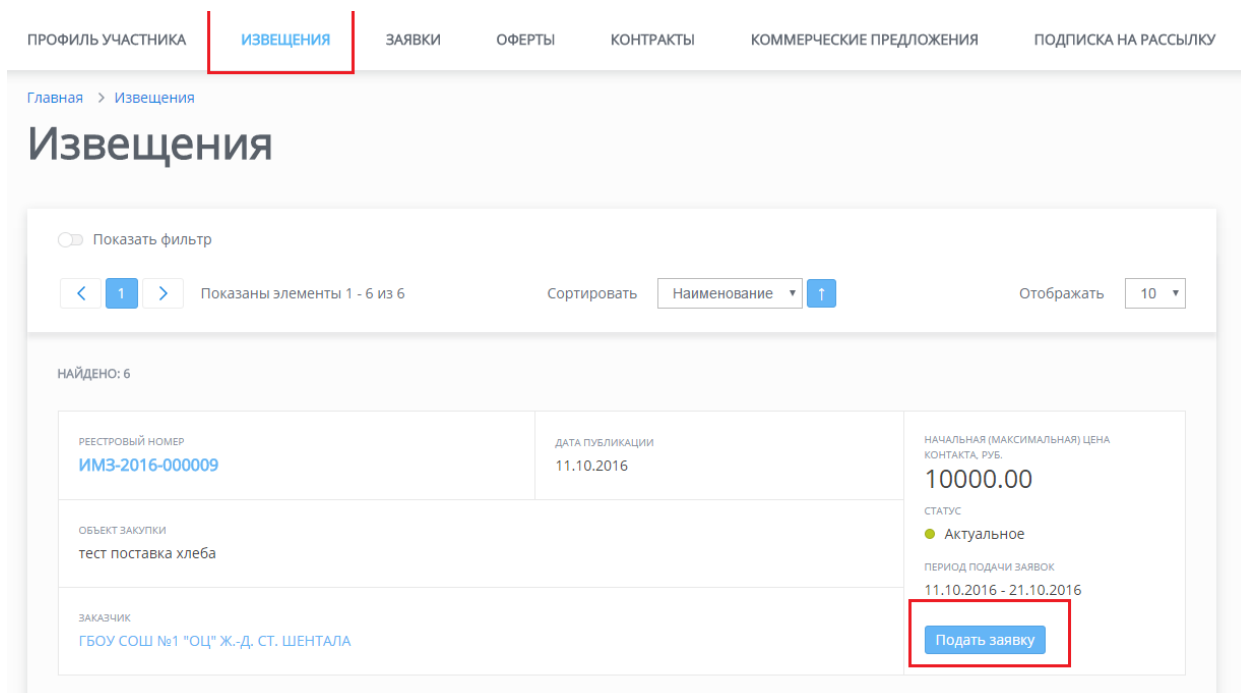 ПРОФИЛЬ УЧАСТНИКА ИЗВЕЩЕНИЯ ЗАЯВКИ ОФЕРТЫ КОНТРАКТЫ КОММЕРЧЕСКИЕ ПРЕДЛОЖЕНИЯ ПОДПИСКА НА РАССЫЛКУ
Главная > Извещения
Извещения
Показать фильтр
< 1 > Показаны элементы 1 - 6 из 6 Сортировать Наименование ▼ ↑ Отображать 10 ▼
НАЙДЕНО: 6
РЕЕСТРОВЫЙ НОМЕР
ИМЗ-2016-000009
ДАТА ПУБЛИКАЦИИ
11.10.2016
НАЧАЛЬНАЯ (МАКСИМАЛЬНАЯ) ЦЕНА
КОНТАКТА, РУБ.
10000.00
СТАТУС
Актуальное
ПЕРИОД ПОДАЧИ ЗАЯВОК
11.10.2016 - 21.10.2016
Подать заявку
ОБЪЕКТ ЗАКУПКИ
тест поставка хлеба
ЗАКАЗЧИК
ГБОУ СОШ №1 "ОЦ" Ж.-Д. СТ. ШЕНТАЛА